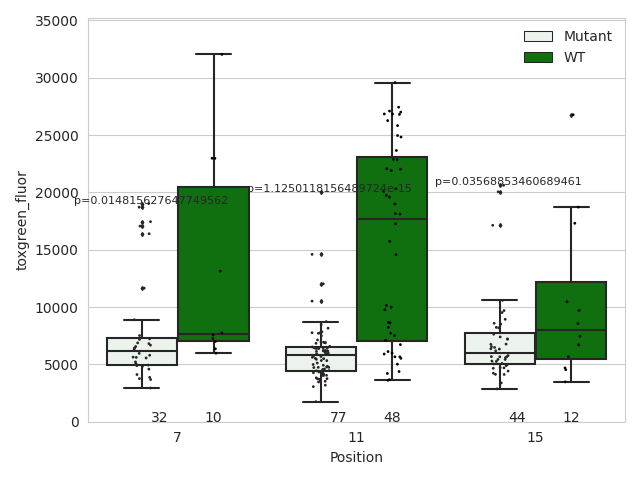 35000
30000
25000
20000
15000
10000
5000
0
toxgreen_fluor
Mutant
WT
p=0.014815627647749562
p=1.1250118156489724e-15
p=0.03568853460689461
32
10
77
48
44
12
7
11
15
Position